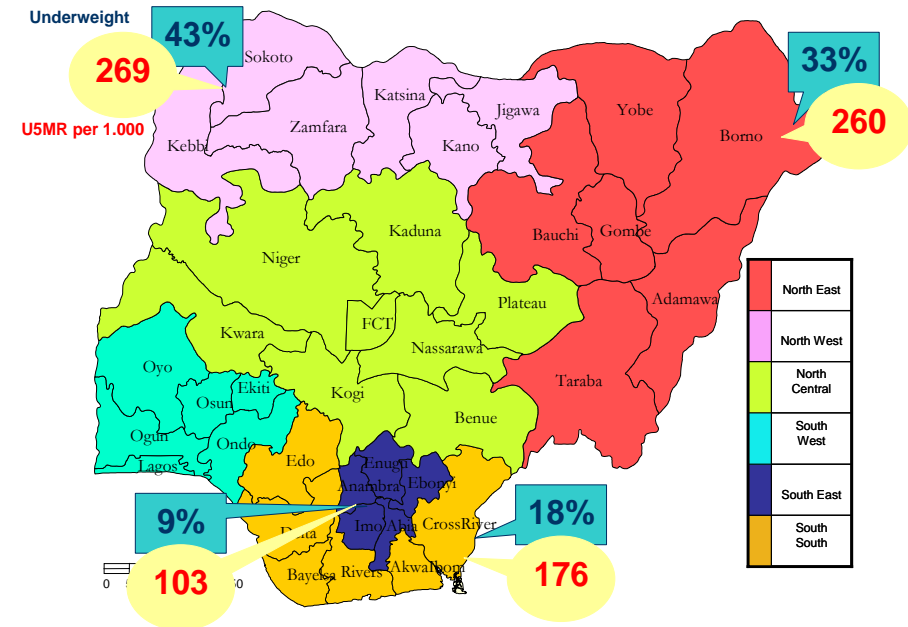 Underweight
43%
269
U5MR per 1.000
33%
260
Sokoto
Katsina
Jigawa
Yobe
Borno
Zamfara
Kebbi
Kano
Kaduna
Bauchi
Gombe
Niger
Plateau
Adamawa
FCT
Kwara
Nassarawa
Taraba
Oyo
Ekiti
Osun
Kogi
Benue
Ogun
Ondo
Lagos
Edo
Enugu
Anambra
Ebonyi
Imo
Abia
CrossRiver
Delta
Bayelsa
Rivers
AkwaIbom
9%
103
18%
176
North East
North West
North
Central
South
West
South East
South
South
0